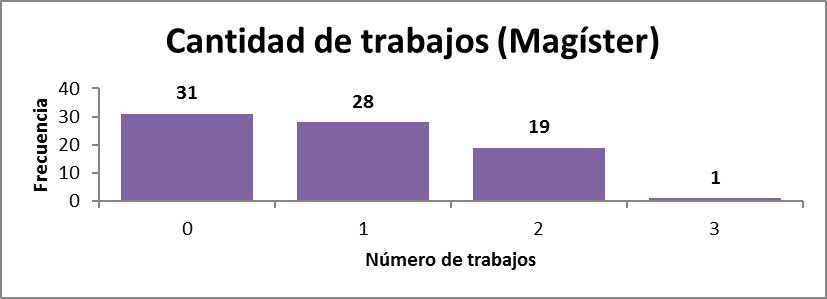 Cantidad de trabajos (Magíster)
Frecuencia
40
30
20
10
0
31
28
19
1
0 1 2 3
Número de trabajos